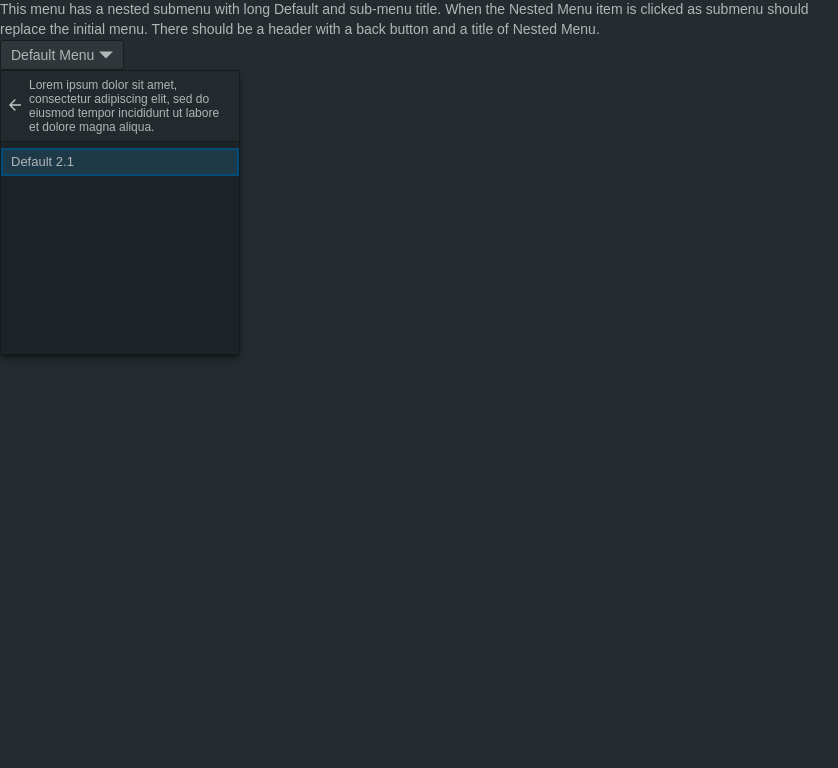 This menu has a nested submenu with long Default and sub-menu title. When the Nested Menu item is clicked as submenu should
replace the initial menu. There should be a header with a back button and a title of Nested Menu.
Default Menu
Lorem ipsum dolor sit amet,
consectetur adipiscing elit, sed do
eiusmod tempor incididunt ut labore
et dolore magna aliqua.
Default 2.1